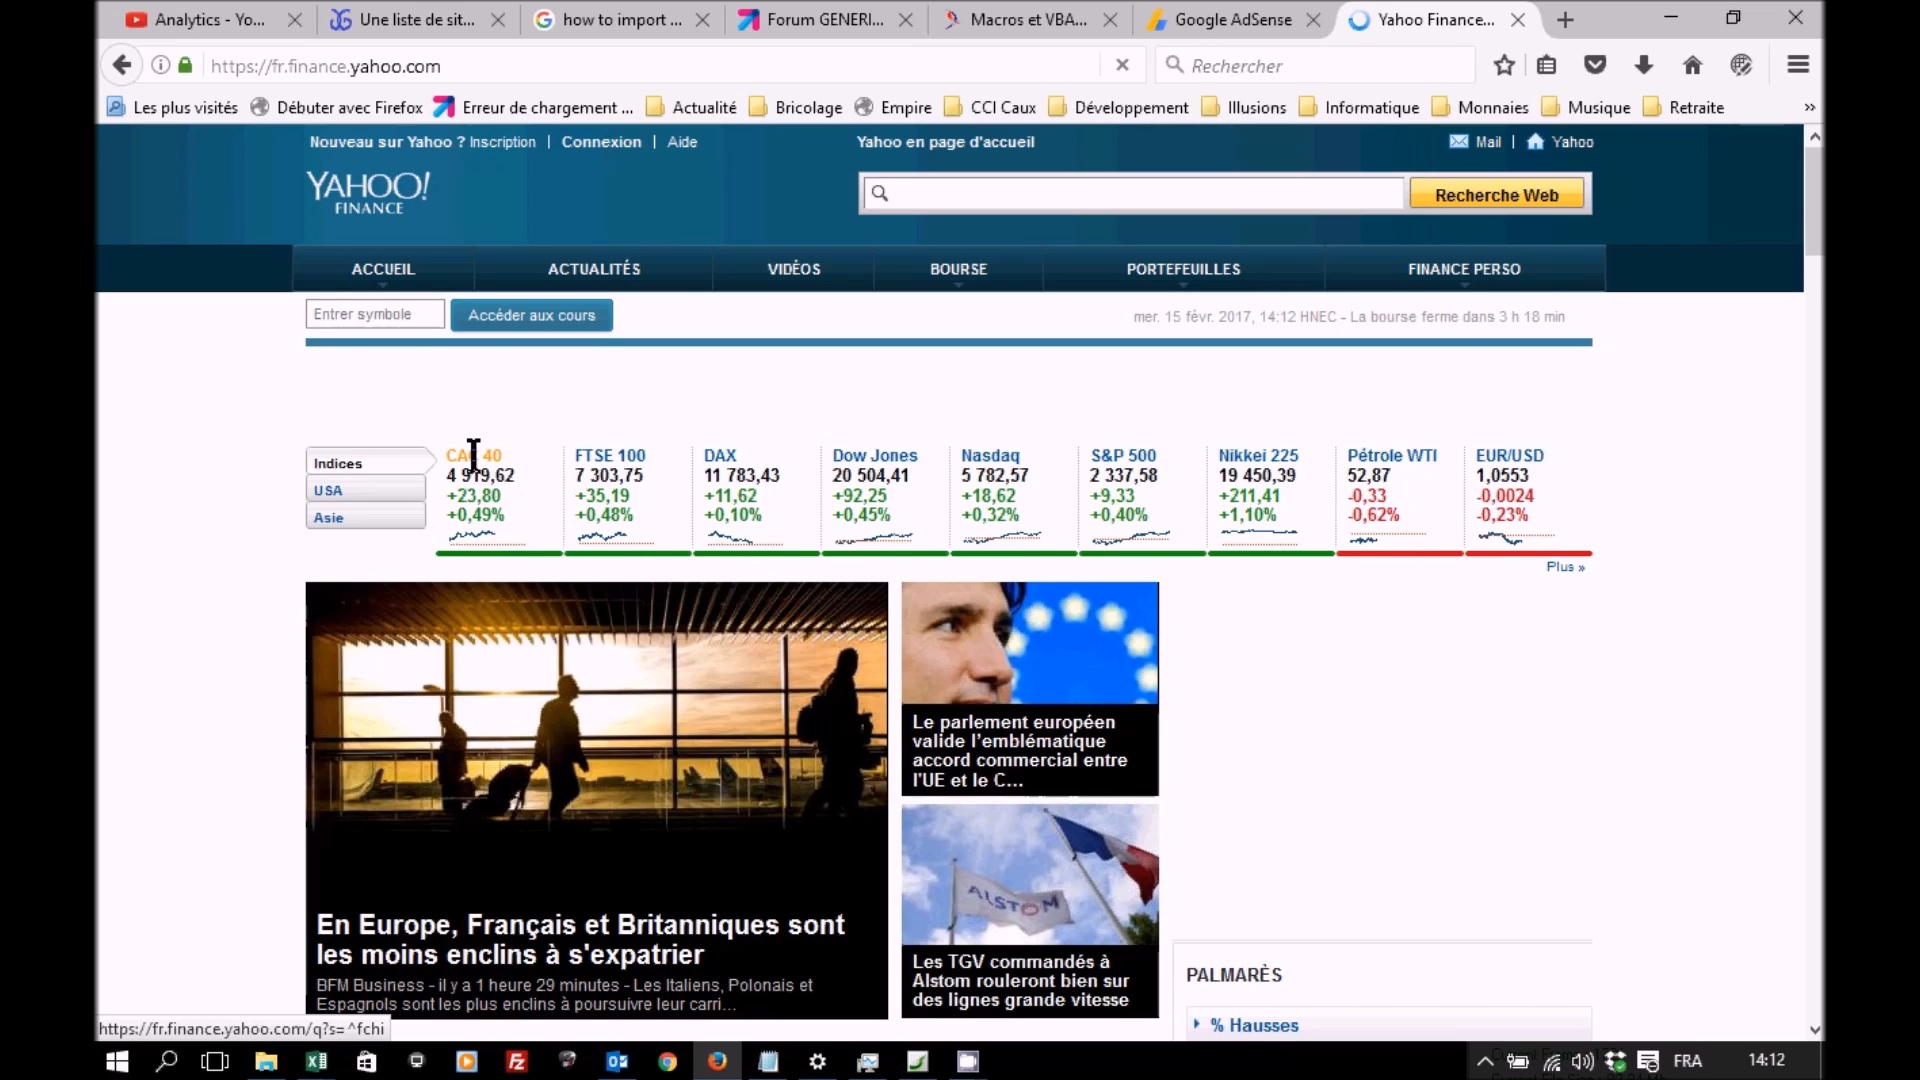 Analytics - Yo...
Une liste de sit...
how to import ...
Forum GENERI...
Macros et VBA...
Google AdSense
Yahoo Finance...
https://fr.finance.yahoo.com
Rechercher
Les plus visités
Débuter avec Firefox
Erreur de chargement ...
Actualité
Bricolage
Empire
CCI Caux
Développement
Illusions
Informatique
Monnaies
Musique
Retraite
Nouveau sur Yahoo ? Inscription | Connexion | Aide
Yahoo en page d'accueil
Mail | Yahoo
YAHOO!
FINANCE
Recherche Web
ACCUEIL
ACTUALITÉS
VIDÉOS
BOURSE
PORTEFEUILLES
FINANCE PERSO
Entrer symbole
Accéder aux cours
mer. 15 févr. 2017, 14:12 HNEC - La bourse ferme dans 3 h 18 min
Indices
USA
Asie
CAC 40
4 919,62
+23,80
+0,49%
FTSE 100
7 303,75
+35,19
+0,48%
DAX
11 783,43
+11,62
+0,10%
Dow Jones
20 504,41
+92,25
+0,45%
Nasdaq
5 782,57
+18,62
+0,32%
S&P 500
2 337,58
+9,33
+0,40%
Nikkei 225
19 450,39
+211,41
+1,10%
Pétrole WTI
52,87
-0,33
-0,62%
EUR/USD
1,0553
-0,0024
-0,23%
Plus »
En Europe, Français et Britanniques sont
les moins enclins à s'expatrier
BFM Business - il y a 1 heure 29 minutes - Les Italiens, Polonais et
Espagnols sont les plus enclins à poursuivre leur carri...
Le parlement européen
valide l'emblématique
accord commercial entre
l'UE et le C...
ALSTOM
Les TGV commandés à
Alstom rouleront bien sur
des lignes grande vitesse
PALMARÈS
% Hausses
https://fr.finance.yahoo.com/q?s=^fchi
FRA
14:12